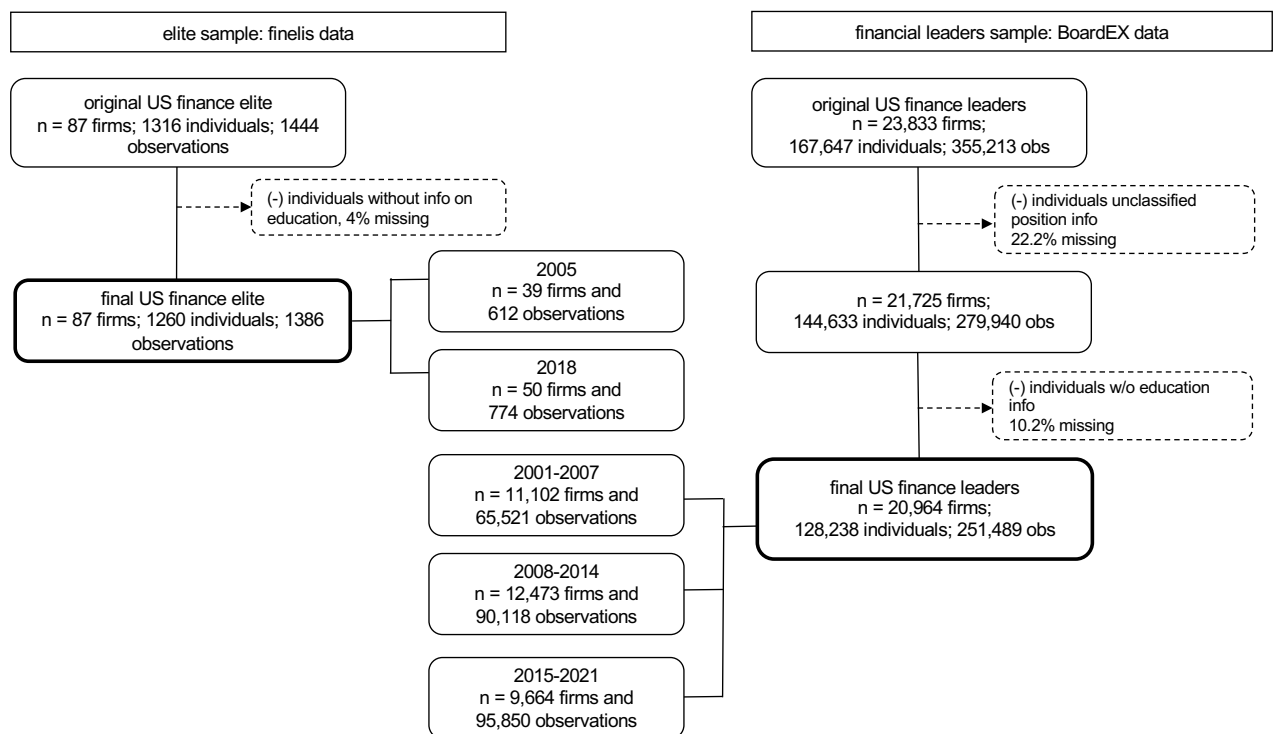 elite sample: finelis data
financial leaders sample: BoardEX data
original US finance elite
n = 87 firms; 1316 individuals; 1444
observations
original US finance leaders
n = 23,833 firms;
167,647 individuals; 355,213 obs
(-) individuals without info on
education, 4% missing
(-) individuals unclassified
position info
22.2% missing
final US finance elite
n = 87 firms; 1260 individuals; 1386
observations
2005
n = 39 firms and
612 observations
2018
n = 50 firms and
774 observations
n = 21,725 firms;
144,633 individuals; 279,940 obs
(-) individuals w/o education
info
10.2% missing
final US finance leaders
n = 20,964 firms;
128,238 individuals; 251,489 obs
2001-2007
n = 11,102 firms and
65,521 observations
2008-2014
n = 12,473 firms and
90,118 observations
2015-2021
n = 9,664 firms and
95,850 observations